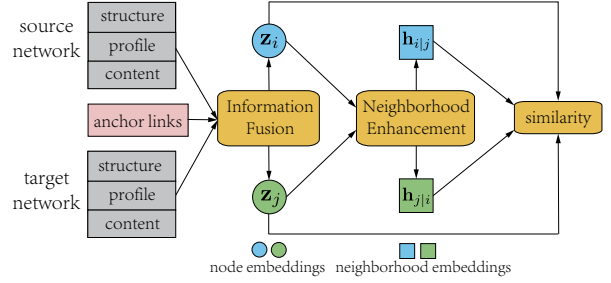 source
network
structure
profile
content
anchor links
target
network
structure
profile
content
z_i
Information
Fusion
z_j
h_{i|j}
Neighborhood
Enhancement
h_{j|i}
similarity
node embeddings
neighborhood embeddings